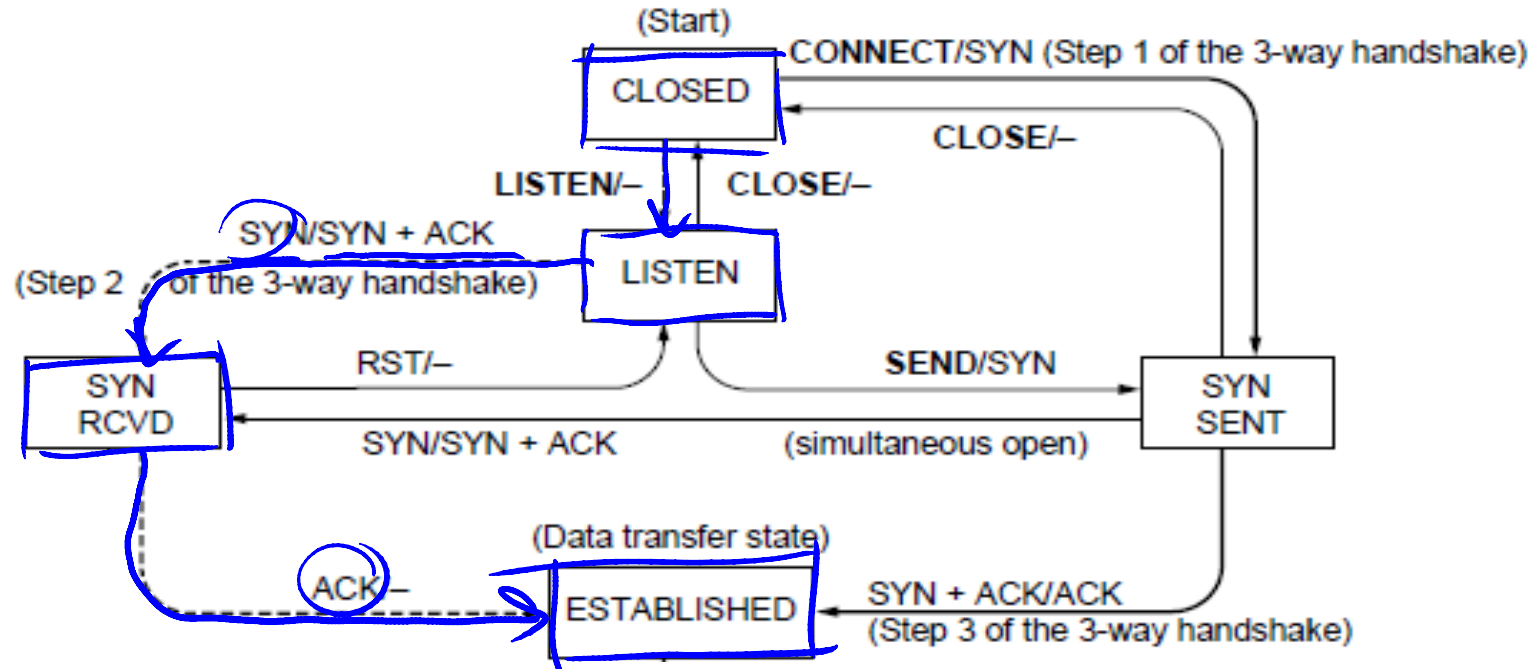 (Start)
CONNECT/SYN (Step 1 of the 3-way handshake)
CLOSED
CLOSE/–
LISTEN/–
CLOSE/–
SYN/SYN + ACK
(Step 2 of the 3-way handshake)
LISTEN
RST/–
SEND/SYN
SYN
RCVD
SYN
SENT
SYN/SYN + ACK
(simultaneous open)
(Data transfer state)
ACK/–
ESTABLISHED
SYN + ACK/ACK
(Step 3 of the 3-way handshake)